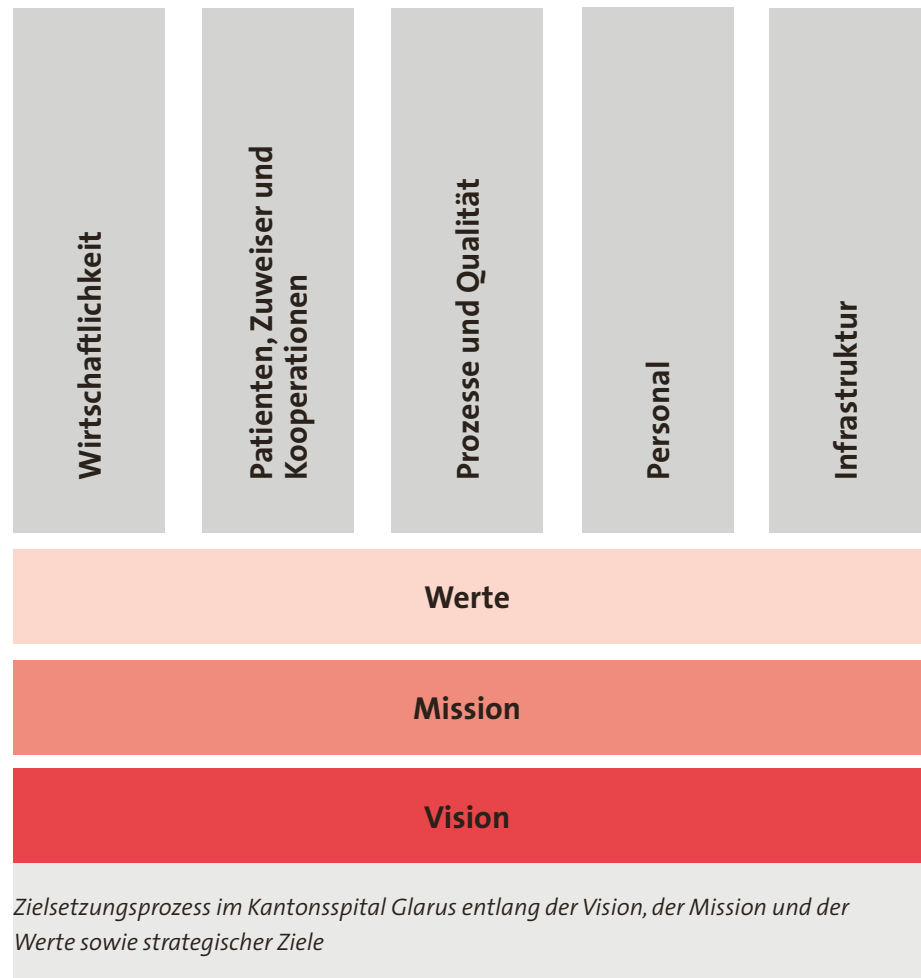 Wirtschaftlichkeit
Patienten, Zuweiser und
Kooperationen
Prozesse und Qualität
Personal
Infrastruktur
Werte
Mission
Vision
Zielsetzungsprozess im Kantonsspital Glarus entlang der Vision, der Mission und der
Werte sowie strategischer Ziele